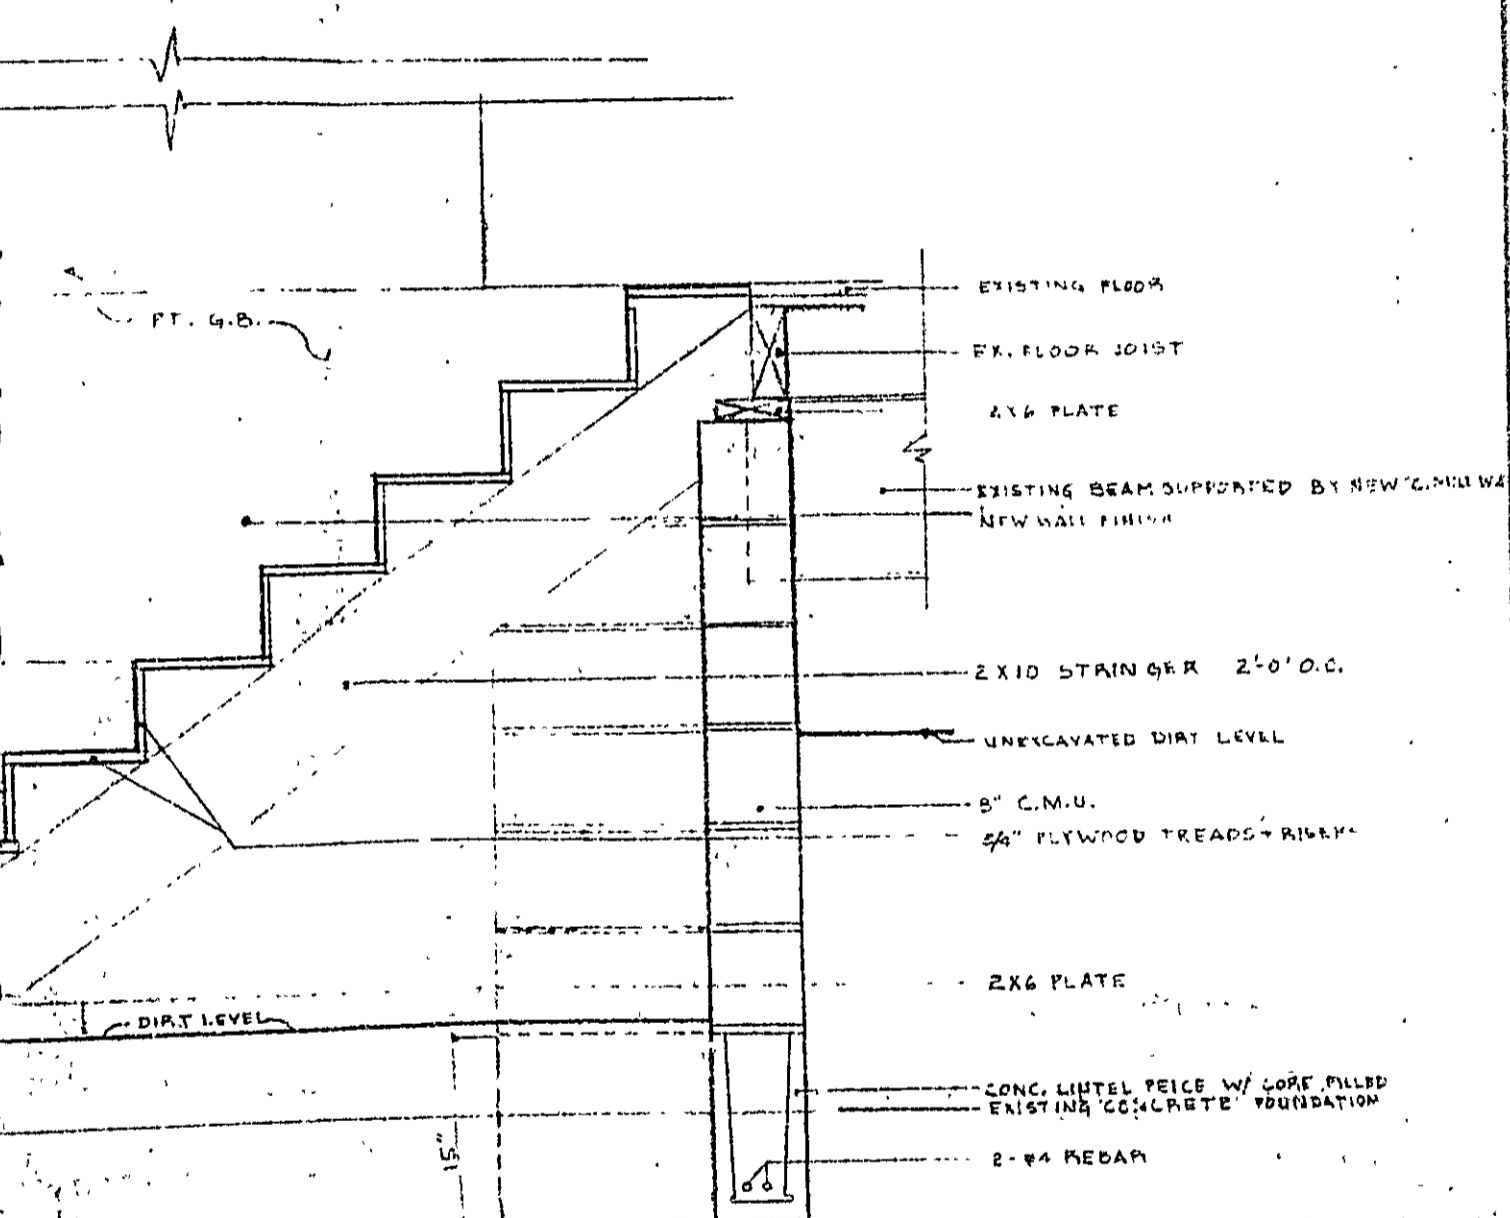 EXISTING FLOOR
FT. G.B.
EX. FLOOR JOIST
2X6 PLATE
EXISTING BEAM SUPPORTED BY NEW C.M.U. WA
NEW WALL FINISH
2X10 STRINGER 2'-0' O.C.
UNEXCAVATED DIRT LEVEL
8" C.M.U.
3/4" PLYWOOD TREADS + RISERS
2X6 PLATE
DIRT LEVEL
CONC. LINTEL PEICE W/ CORE FILLED
EXISTING CONCRETE FOUNDATION
15"
2-#4 REBAR